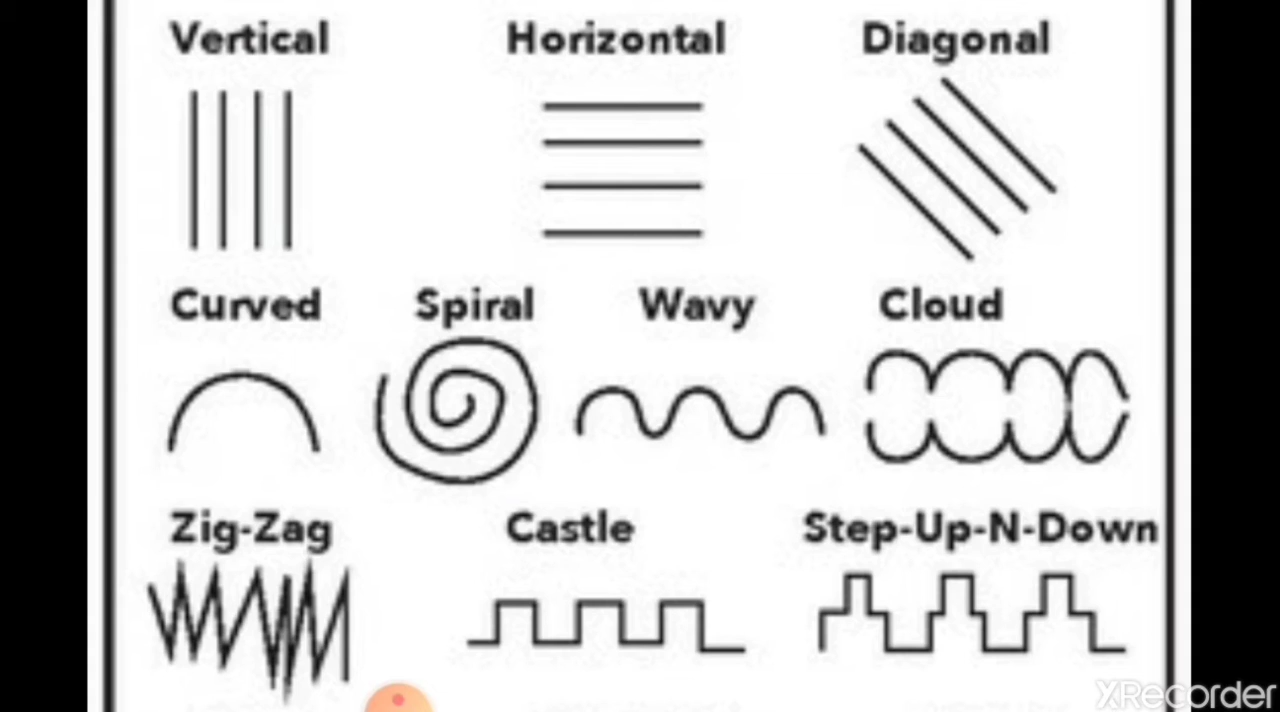 Vertical Horizontal Diagonal
Curved Spiral Wavy Cloud
Zig-Zag Castle Step-Up-N-Down
XRecorder